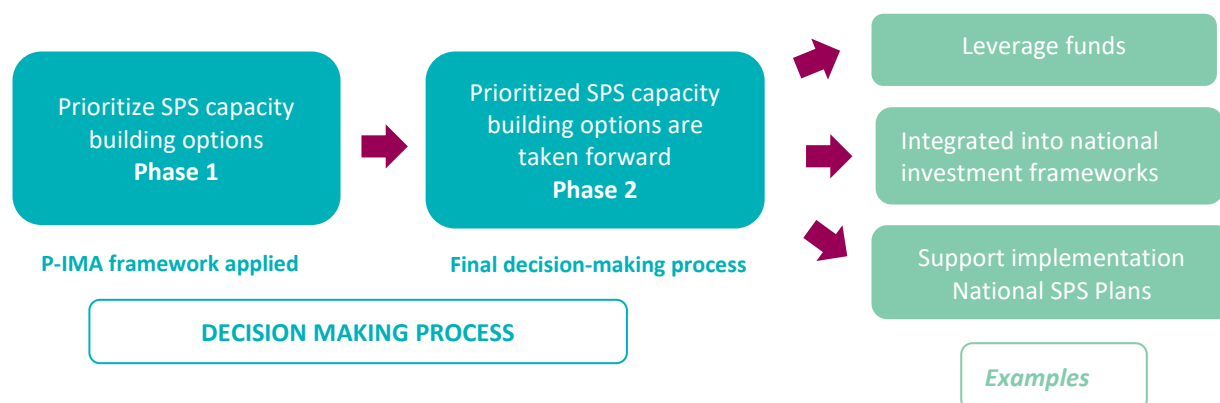 Prioritize SPS capacity
building options
Phase 1
P-IMA framework applied
Prioritized SPS capacity
building options are
taken forward
Phase 2
Final decision-making process
DECISION MAKING PROCESS
Leverage funds
Integrated into national
investment frameworks
Support implementation
National SPS Plans
Examples